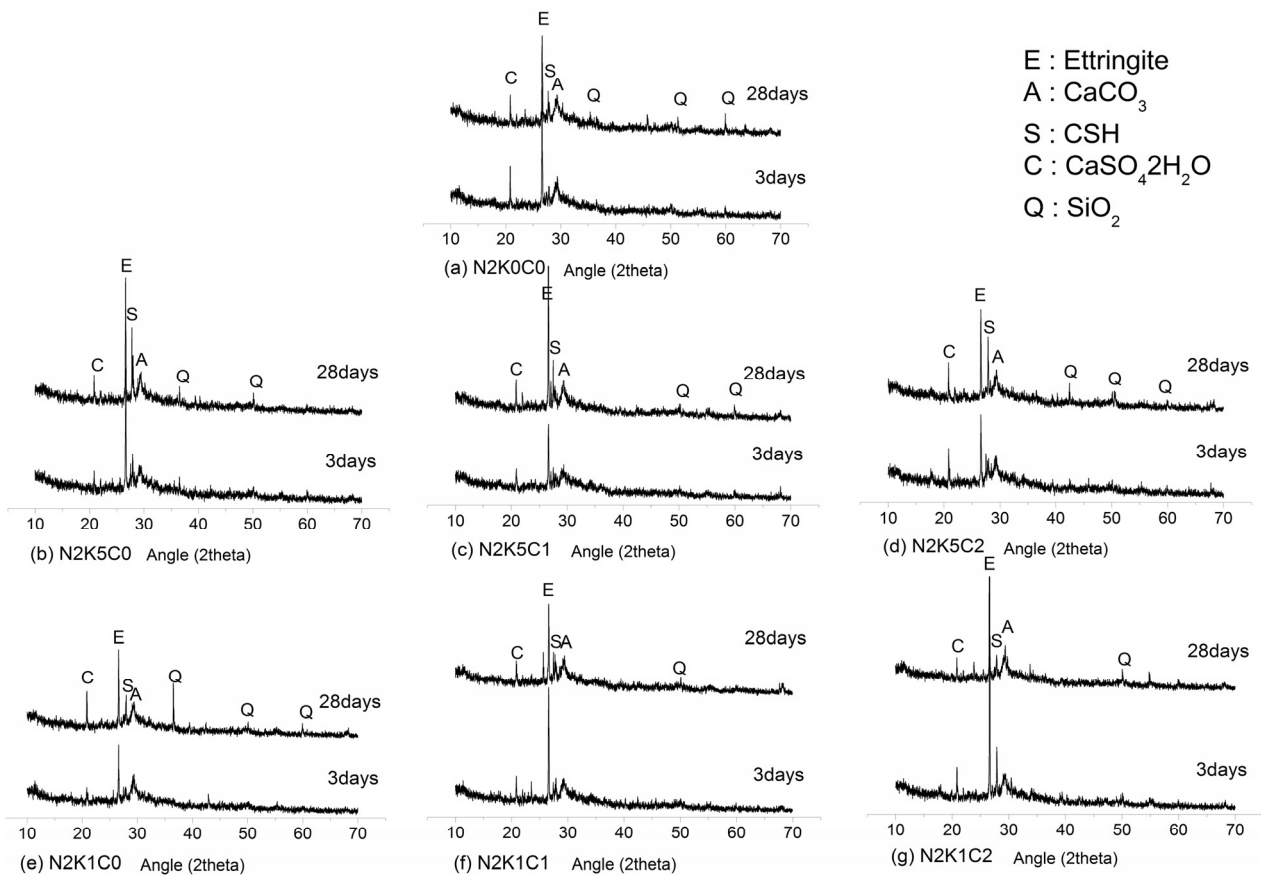 E : Ettringite
A : CaCO3
S : CSH
C : CaSO42H2O
Q : SiO2
E
C
S
A
Q
Q
Q
28days
3days
10 20 30 40 50 60 70
(a) N2K0C0 Angle (2theta)
E
S
C
A
Q
Q
28days
3days
10 20 30 40 50 60 70
(b) N2K5C0 Angle (2theta)
E
S
C
A
Q
Q
28days
3days
10 20 30 40 50 60 70
(c) N2K5C1 Angle (2theta)
E
S
C
A
Q
Q
Q
28days
3days
10 20 30 40 50 60 70
(d) N2K5C2 Angle (2theta)
E
C
S
A
Q
Q
Q
28days
3days
10 20 30 40 50 60 70
(e) N2K1C0 Angle (2theta)
E
C
S
A
Q
28days
3days
10 20 30 40 50 60 70
(f) N2K1C1 Angle (2theta)
E
C
S
A
Q
28days
3days
10 20 30 40 50 60 70
(g) N2K1C2 Angle (2theta)